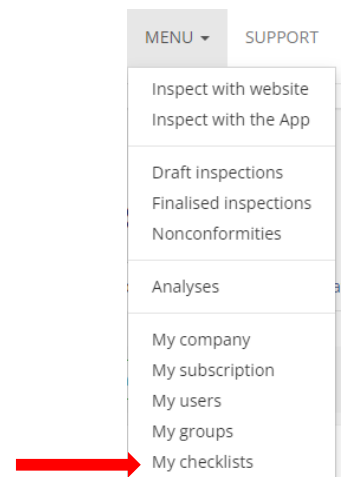 MENU SUPPORT
Inspect with website
Inspect with the App
Draft inspections
Finalised inspections
Nonconformities
Analyses
My company
My subscription
My users
My groups
My checklists